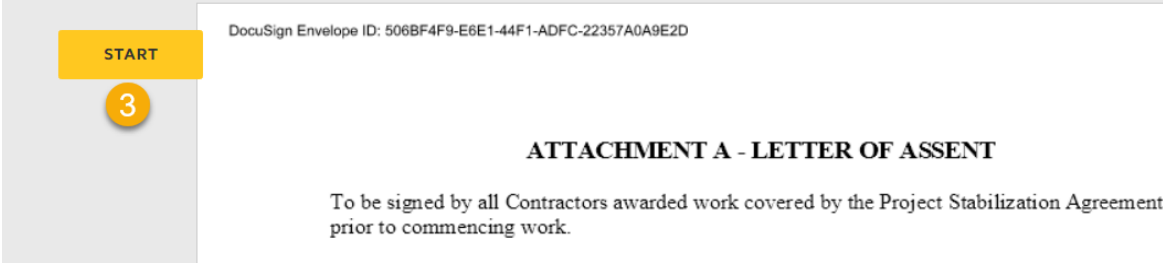 DocuSign Envelope ID: 506BF4F9-E6E1-44F1-ADFC-22357A0A9E2D
START
3
ATTACHMENT A - LETTER OF ASSENT
To be signed by all Contractors awarded work covered by the Project Stabilization Agreement
prior to commencing work.